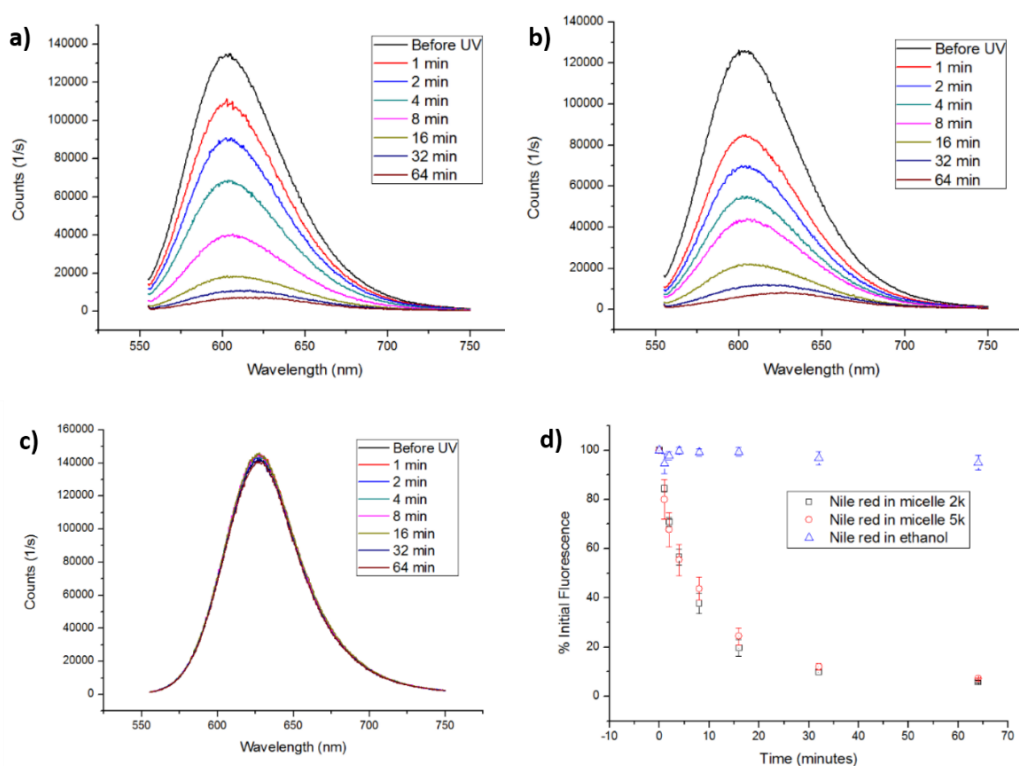 a)
Counts (1/s)
140000
120000
100000
80000
60000
40000
20000
0
Before UV
1 min
2 min
4 min
8 min
16 min
32 min
64 min
550 600 650 700 750
Wavelength (nm)
b)
Counts (1/s)
140000
120000
100000
80000
60000
40000
20000
0
Before UV
1 min
2 min
4 min
8 min
16 min
32 min
64 min
550 600 650 700 750
Wavelength (nm)
c)
Counts (1/s)
160000
140000
120000
100000
80000
60000
40000
20000
0
Before UV
1 min
2 min
4 min
8 min
16 min
32 min
64 min
550 600 650 700 750
Wavelength (nm)
d)
% Initial Fluorescence
100
80
60
40
20
0
Nile red in micelle 2k
Nile red in micelle 5k
Nile red in ethanol
-10 0 10 20 30 40 50 60 70
Time (minutes)